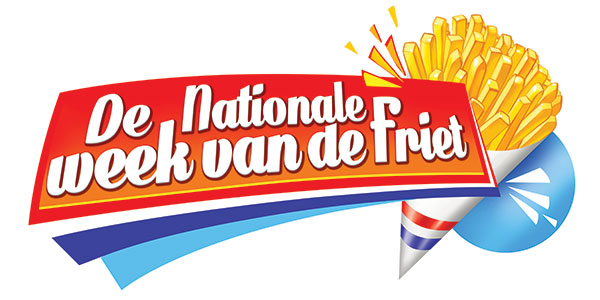 De Nationale
week van de friet